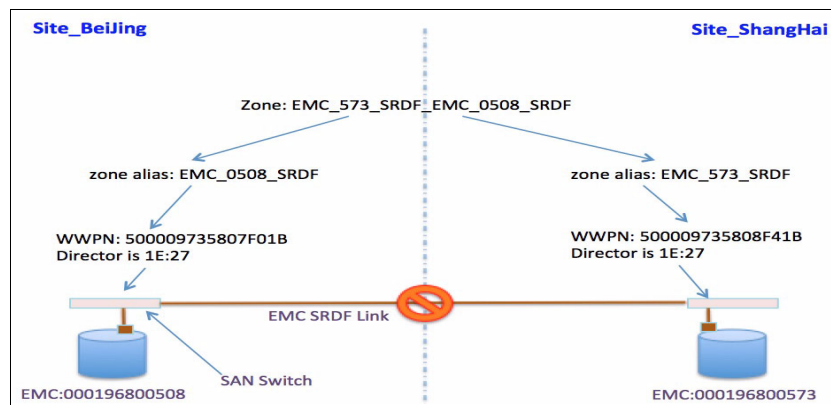 Site_BeiJing
Site_ShangHai
Zone: EMC_573_SRDF_EMC_0508_SRDF
zone alias: EMC_0508_SRDF
zone alias: EMC_573_SRDF
WWPN: 500009735807F01B
Director is 1E:27
WWPN: 500009735808F41B
Director is 1E:27
EMC SRDF Link
SAN Switch
EMC:000196800508
EMC:000196800573